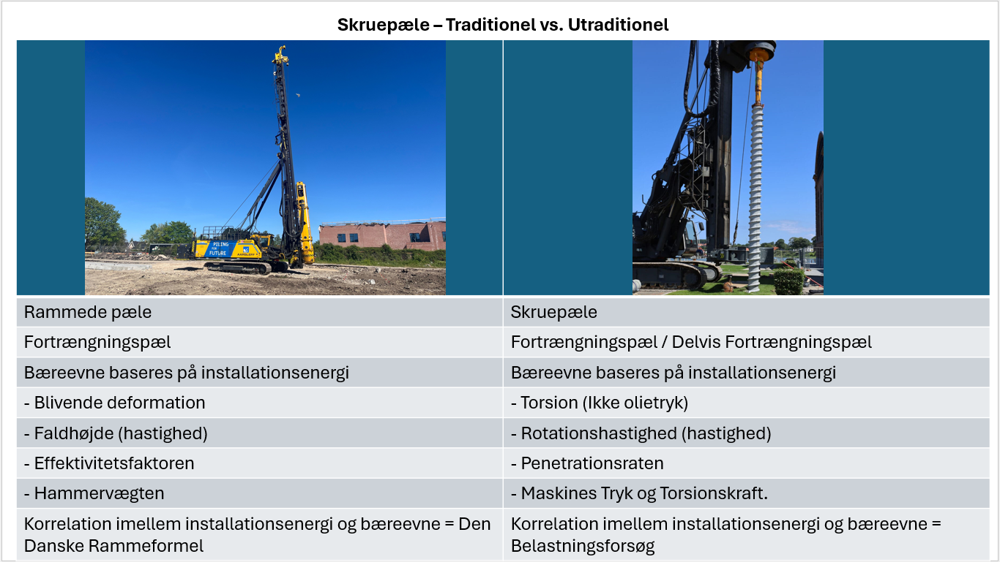 Skruepæle – Traditionel vs. Utraditionel
PILING
FOR
FUTURE
AARSLEFF
Rammede pæle
Skruepæle
Fortrængningspæl
Fortrængningspæl / Delvis Fortrængningspæl
Bæreevne baseres på installationsenergi
Bæreevne baseres på installationsenergi
- Blivende deformation
- Torsion (Ikke olietryk)
- Faldhøjde (hastighed)
- Rotationshastighed (hastighed)
- Effektivitetsfaktoren
- Penetrationsraten
- Hammervægten
- Maskines Tryk og Torsionskraft.
Korrelation imellem installationsenergi og bæreevne = Den
Danske Rammeformel
Korrelation imellem installationsenergi og bæreevne =
Belastningsforsøg